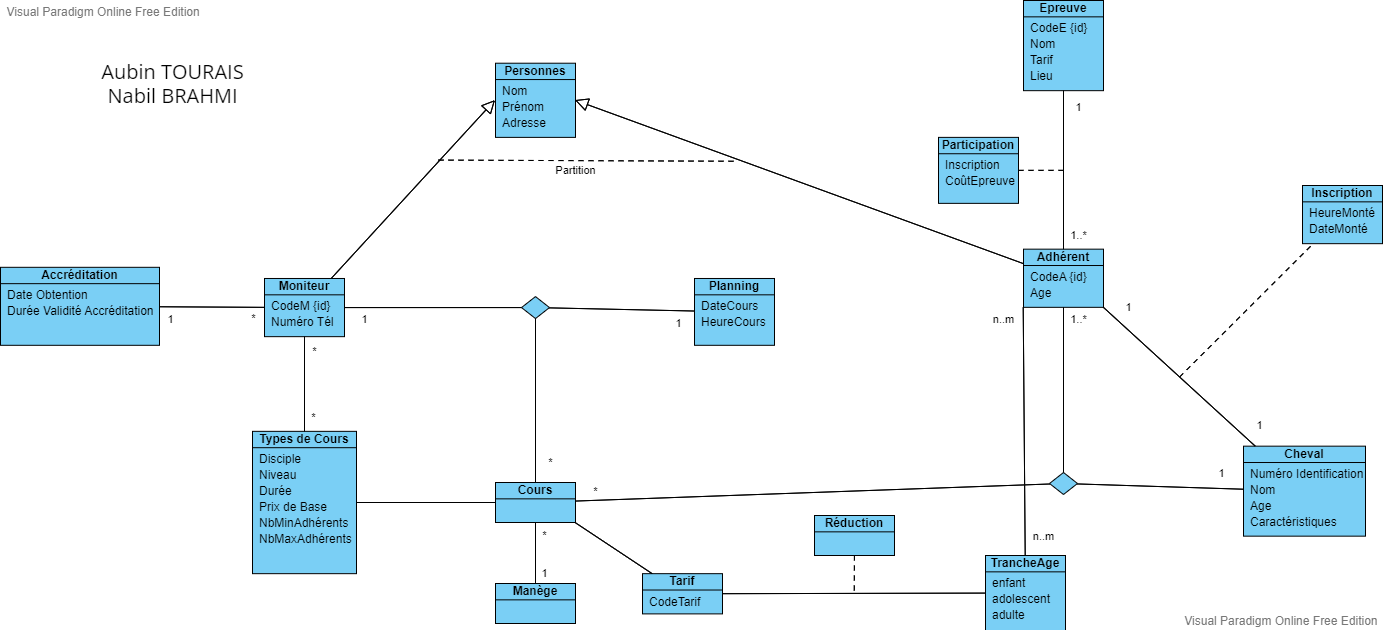 Visual Paradigm Online Free Edition
Aubin TOURAIS
Nabil BRAHMI
Epreuve
CodeE {id}
Nom
Tarif
Lieu
1
Personnes
Nom
Prénom
Adresse
Partition
Participation
Inscription
CoûtEpreuve
1..*
Inscription
HeureMonté
DateMonté
Adhérent
CodeA {id}
Age
n..m
1..*
1
Accréditation
Date Obtention
Durée Validité Accréditation
1
*
Moniteur
CodeM {id}
Numéro Tél
1
*
Planning
DateCours
HeureCours
1
*
Types de Cours
Disciple
Niveau
Durée
Prix de Base
NbMinAdhérents
NbMaxAdhérents
*
Cours
*
*
1
Manège
1
1
Cheval
Numéro Identification
Nom
Age
Caractéristiques
Réduction
n..m
Tarif
CodeTarif
TrancheAge
enfant
adolescent
adulte
Visual Paradigm Online Free Edition